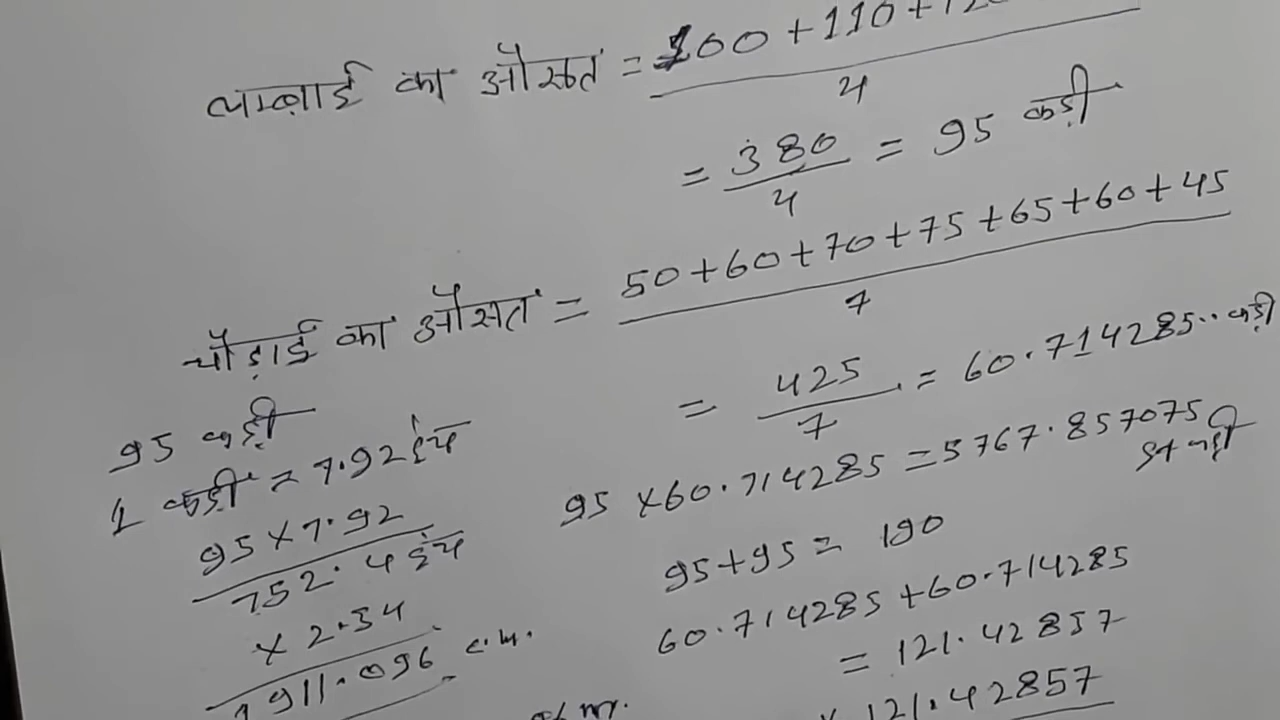 लम्बाई का औसत = 100 + 110 + 120
4
= 380 = 95 कड़ी
4
चौड़ाई का औसत = 50 + 60 + 70 + 75 + 65 + 60 + 45
7
= 425 = 60.714285.. कड़ी
7
95 कड़ी
1 कड़ी = 7.92 इंच
95 × 7.92
752.4 इंच
× 2.54
1911.096 c.m.
95 × 60.714285 = 5767.857075
कड़ी
95 + 95 = 190
60.714285 + 60.714285
= 121.42857
× 121.42857